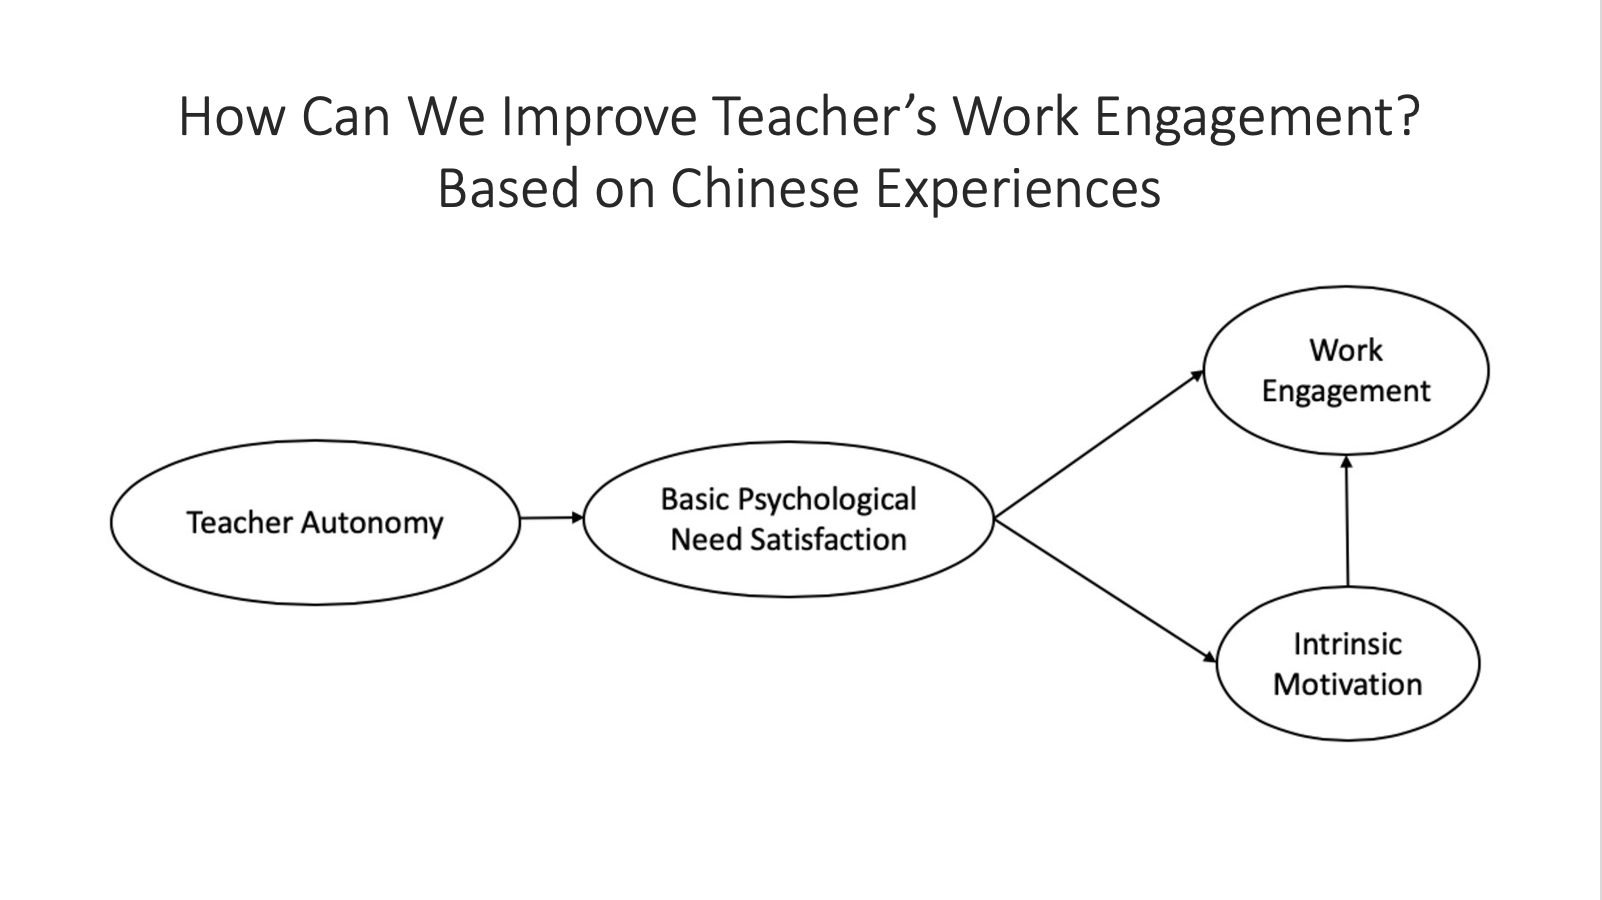 How Can We Improve Teacher’s Work Engagement?
Based on Chinese Experiences
Work
Engagement
Teacher Autonomy
Basic Psychological
Need Satisfaction
Intrinsic
Motivation